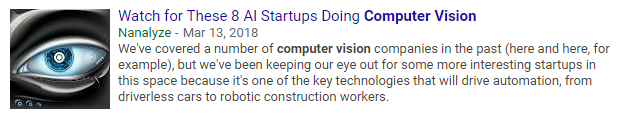 Watch for These 8 AI Startups Doing Computer Vision
Nanalyze - Mar 13, 2018
We've covered a number of computer vision companies in the past (here and here, for
example), but we've been keeping our eye out for some more interesting startups in
this space because it's one of the key technologies that will drive automation, from
driverless cars to robotic construction workers.